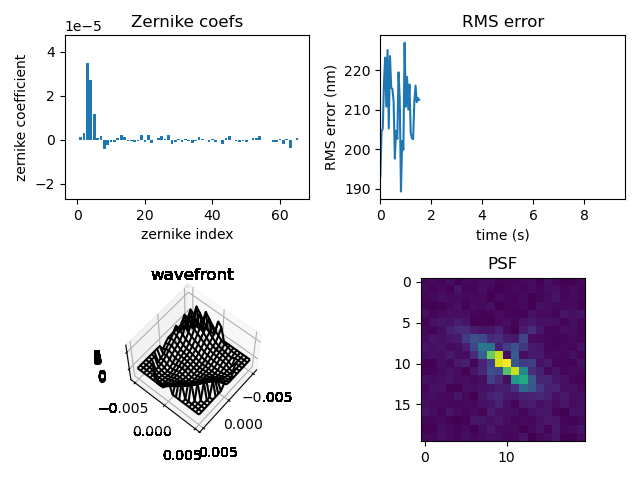 Zernike coefs
1e−5
zernike coefficient
4
2
0
−2
0 20 40 60
zernike index
RMS error
RMS error (nm)
220
210
200
190
0 2 4 6 8
time (s)
wavefront
0
−0.005
0.000
0.005
−0.005
0.000
0.005
PSF
0
5
10
15
0 10